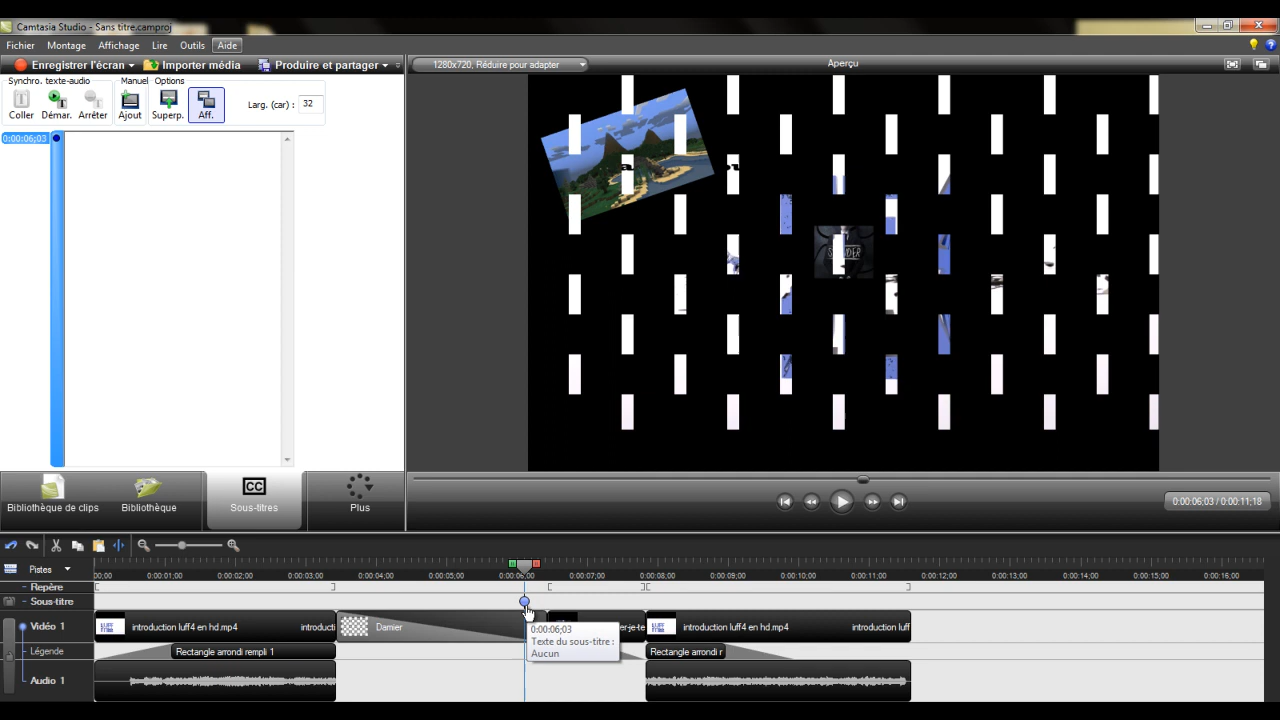 Camtasia Studio - Sans titre.camproj
Fichier Montage Affichage Lire Outils Aide
Enregistrer l'écran Importer média Produire et partager 1280x720, Réduire pour adapter Aperçu
Synchro. texte-audio Manuel Options
Coller Démar. Arrêter Ajout Superp. Aff. Larg. (car) : 32
0:00:06;03
Bibliothèque de clips Bibliothèque CC Sous-titres Plus
0:00:06;03 / 0:00:11;18
Pistes 00:00 0:00:01;00 0:00:02;00 0:00:03;00 0:00:04;00 0:00:05;00 0:00:06;00 0:00:07;00 0:00:08;00 0:00:09;00 0:00:10;00 0:00:11;00 0:00:12;00 0:00:13;00 0:00:14;00 0:00:15;00 0:00:16;00
- Repère
- Sous-titre
Vidéo 1 introduction luff4 en hd.mp4 introducti Damier er-je-te introduction luff4 en hd.mp4 introduction luff
0:00:06;03
Texte du sous-titre :
Aucun
Légende Rectangle arrondi rempli 1 Rectangle arrondi r
Audio 1